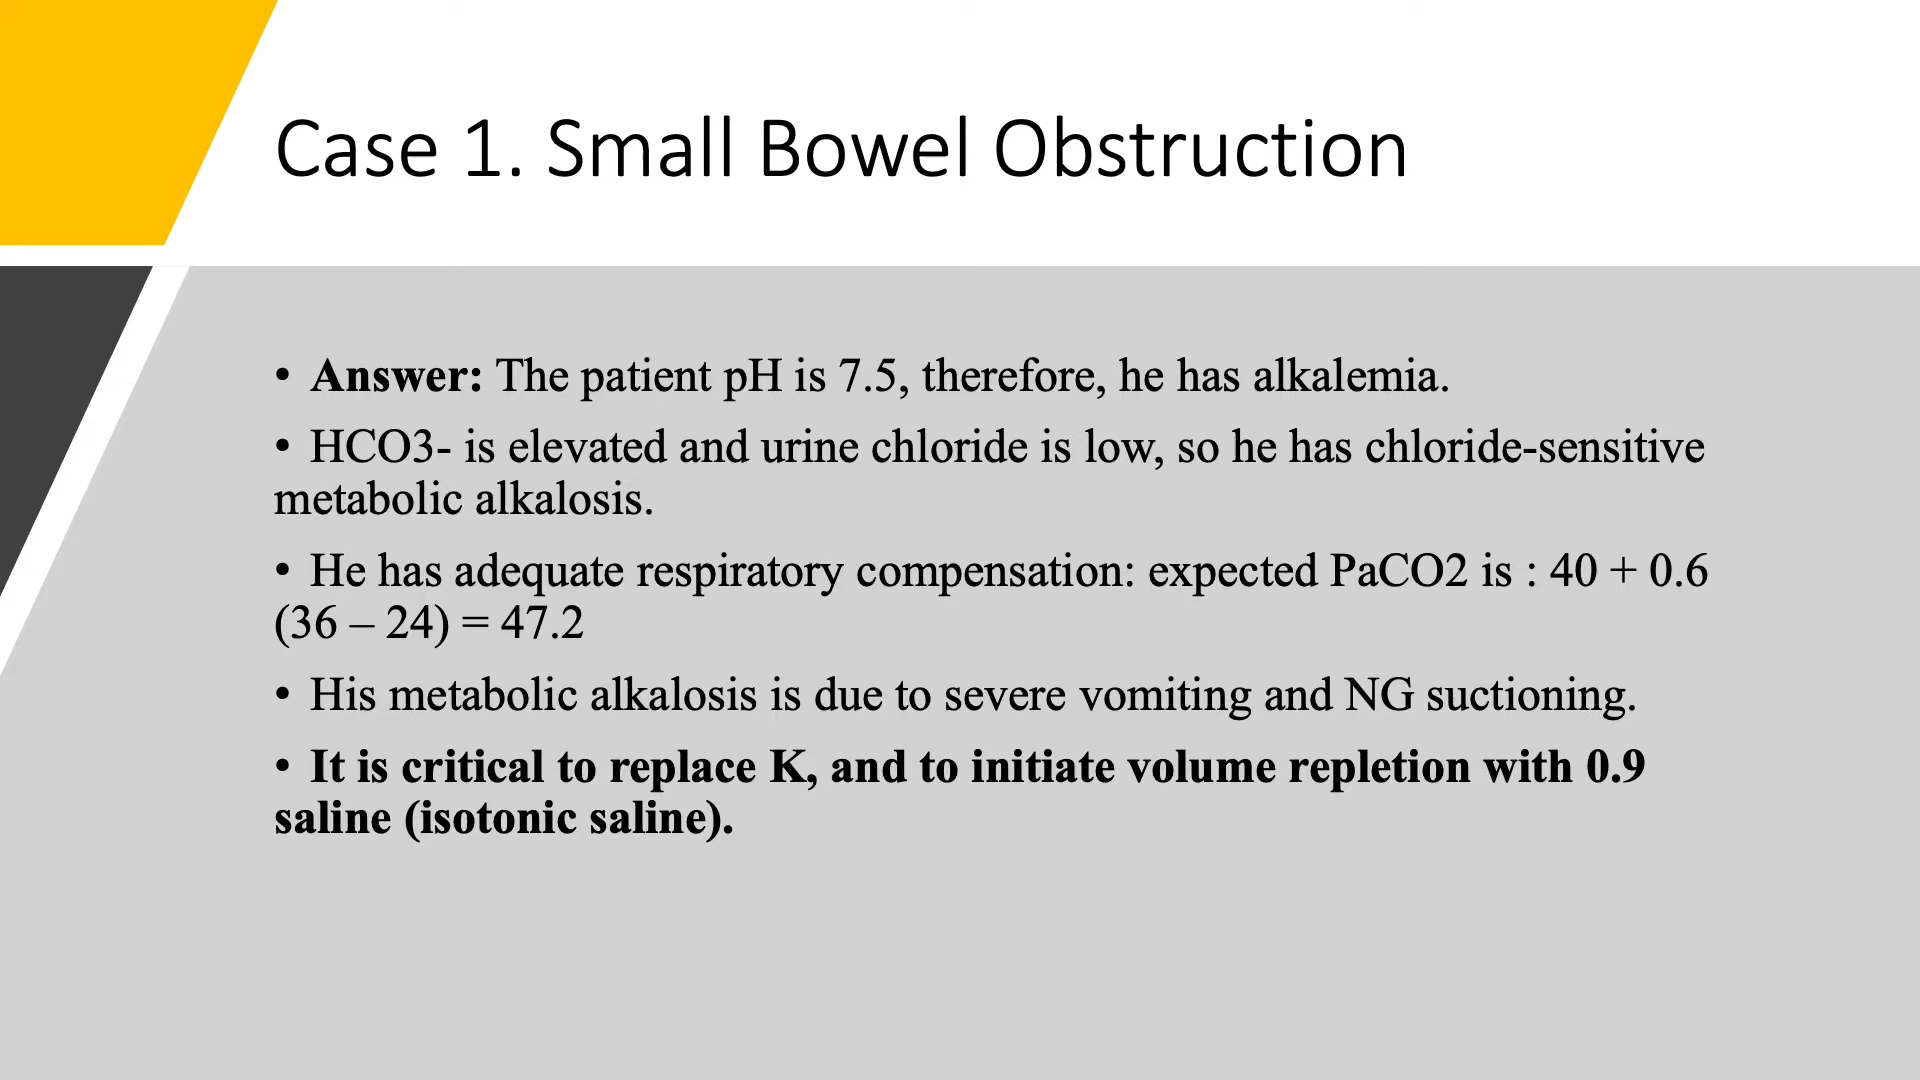 Case 1. Small Bowel Obstruction
• Answer: The patient pH is 7.5, therefore, he has alkalemia.
• HCO3- is elevated and urine chloride is low, so he has chloride-sensitive
metabolic alkalosis.
• He has adequate respiratory compensation: expected PaCO2 is : 40 + 0.6
(36 – 24) = 47.2
• His metabolic alkalosis is due to severe vomiting and NG suctioning.
• It is critical to replace K, and to initiate volume repletion with 0.9
saline (isotonic saline).